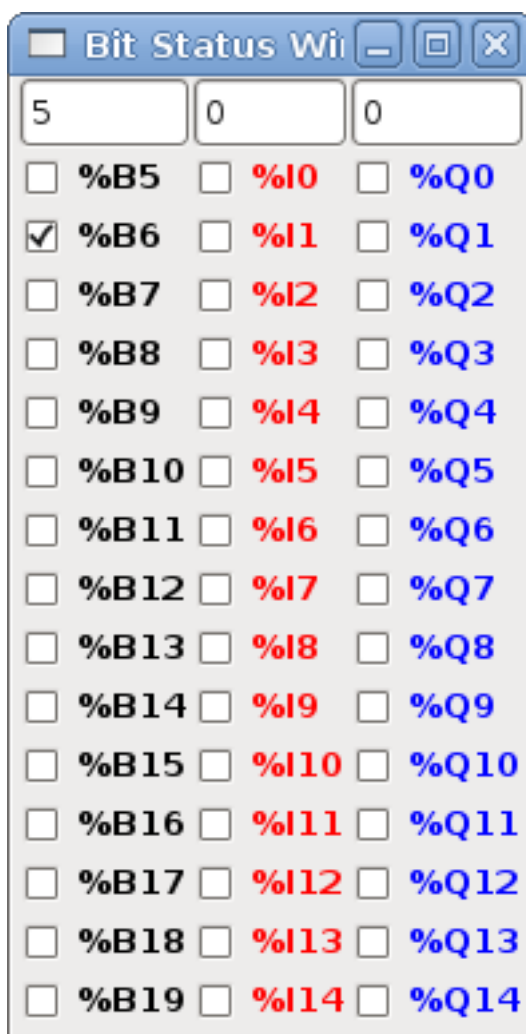 Bit Status Wi
5 0 0
%B5 %I0 %Q0
%B6 %I1 %Q1
%B7 %I2 %Q2
%B8 %I3 %Q3
%B9 %I4 %Q4
%B10 %I5 %Q5
%B11 %I6 %Q6
%B12 %I7 %Q7
%B13 %I8 %Q8
%B14 %I9 %Q9
%B15 %I10 %Q10
%B16 %I11 %Q11
%B17 %I12 %Q12
%B18 %I13 %Q13
%B19 %I14 %Q14